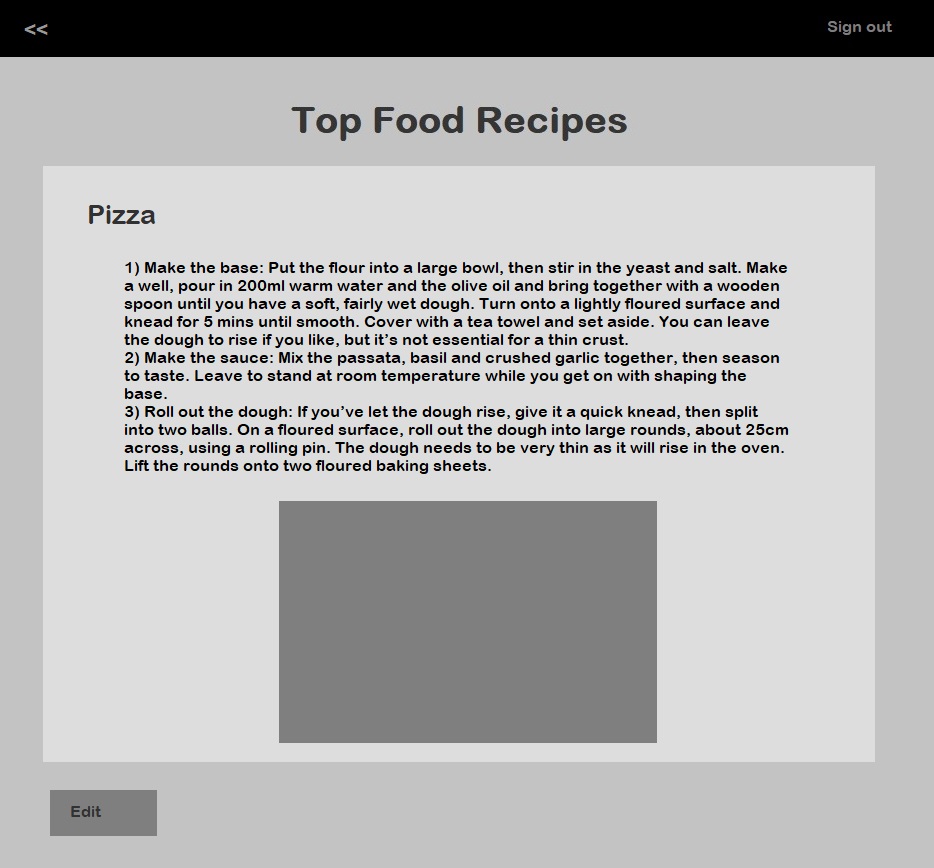 <<
Sign out
Top Food Recipes
Pizza
1) Make the base: Put the flour into a large bowl, then stir in the yeast and salt. Make
a well, pour in 200ml warm water and the olive oil and bring together with a wooden
spoon until you have a soft, fairly wet dough. Turn onto a lightly floured surface and
knead for 5 mins until smooth. Cover with a tea towel and set aside. You can leave
the dough to rise if you like, but it’s not essential for a thin crust.
2) Make the sauce: Mix the passata, basil and crushed garlic together, then season
to taste. Leave to stand at room temperature while you get on with shaping the
base.
3) Roll out the dough: If you’ve let the dough rise, give it a quick knead, then split
into two balls. On a floured surface, roll out the dough into large rounds, about 25cm
across, using a rolling pin. The dough needs to be very thin as it will rise in the oven.
Lift the rounds onto two floured baking sheets.
Edit